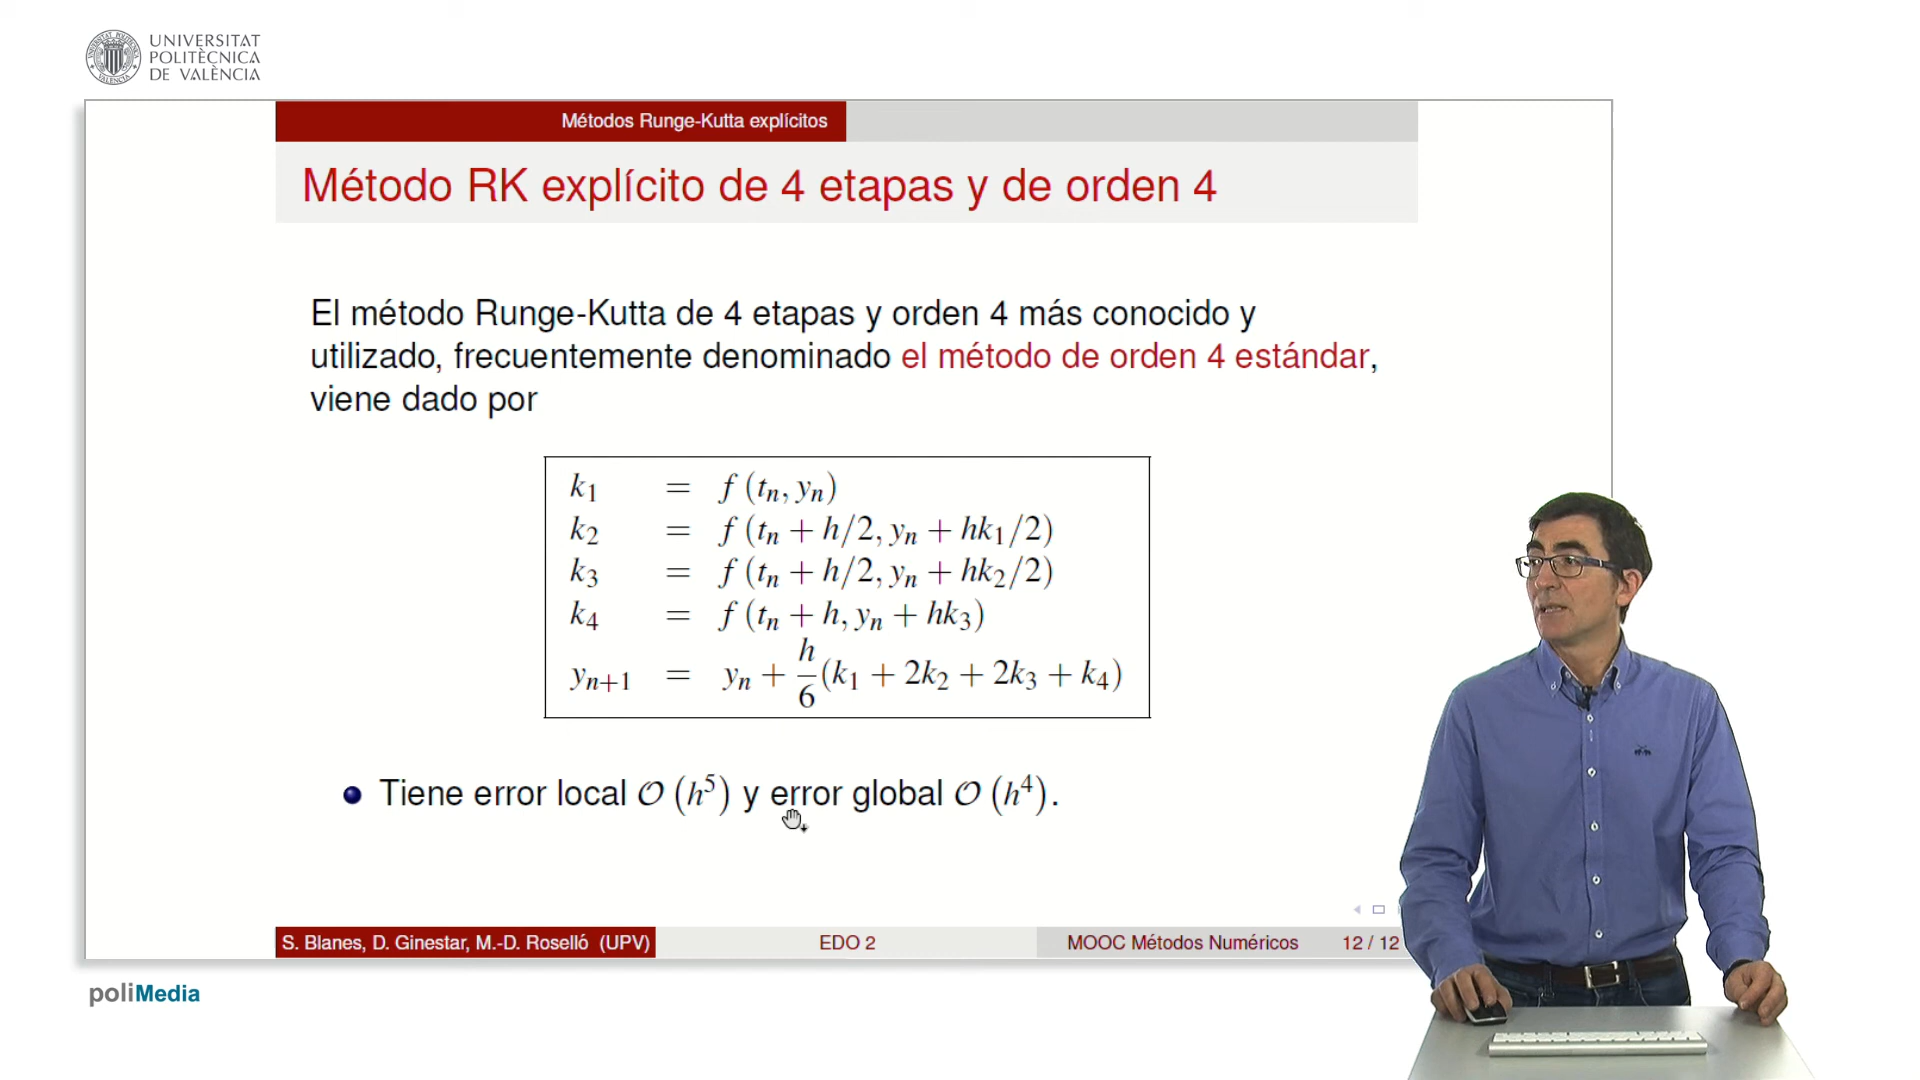 UNIVERSITAT
POLITÈCNICA
DE VALÈNCIA
Métodos Runge-Kutta explícitos
Método RK explícito de 4 etapas y de orden 4
El método Runge-Kutta de 4 etapas y orden 4 más conocido y
utilizado, frecuentemente denominado el método de orden 4 estándar,
viene dado por
k₁ = f (tₙ, yₙ)
k₂ = f (tₙ + h/2, yₙ + hk₁/2)
k₃ = f (tₙ + h/2, yₙ + hk₂/2)
k₄ = f (tₙ + h, yₙ + hk₃)
yₙ₊₁ = yₙ + h/6 (k₁ + 2k₂ + 2k₃ + k₄)
Tiene error local O (h⁵) y error global O (h⁴).
S. Blanes, D. Ginestar, M.-D. Roselló (UPV) EDO 2 MOOC Métodos Numéricos 12 / 12
poliMedia